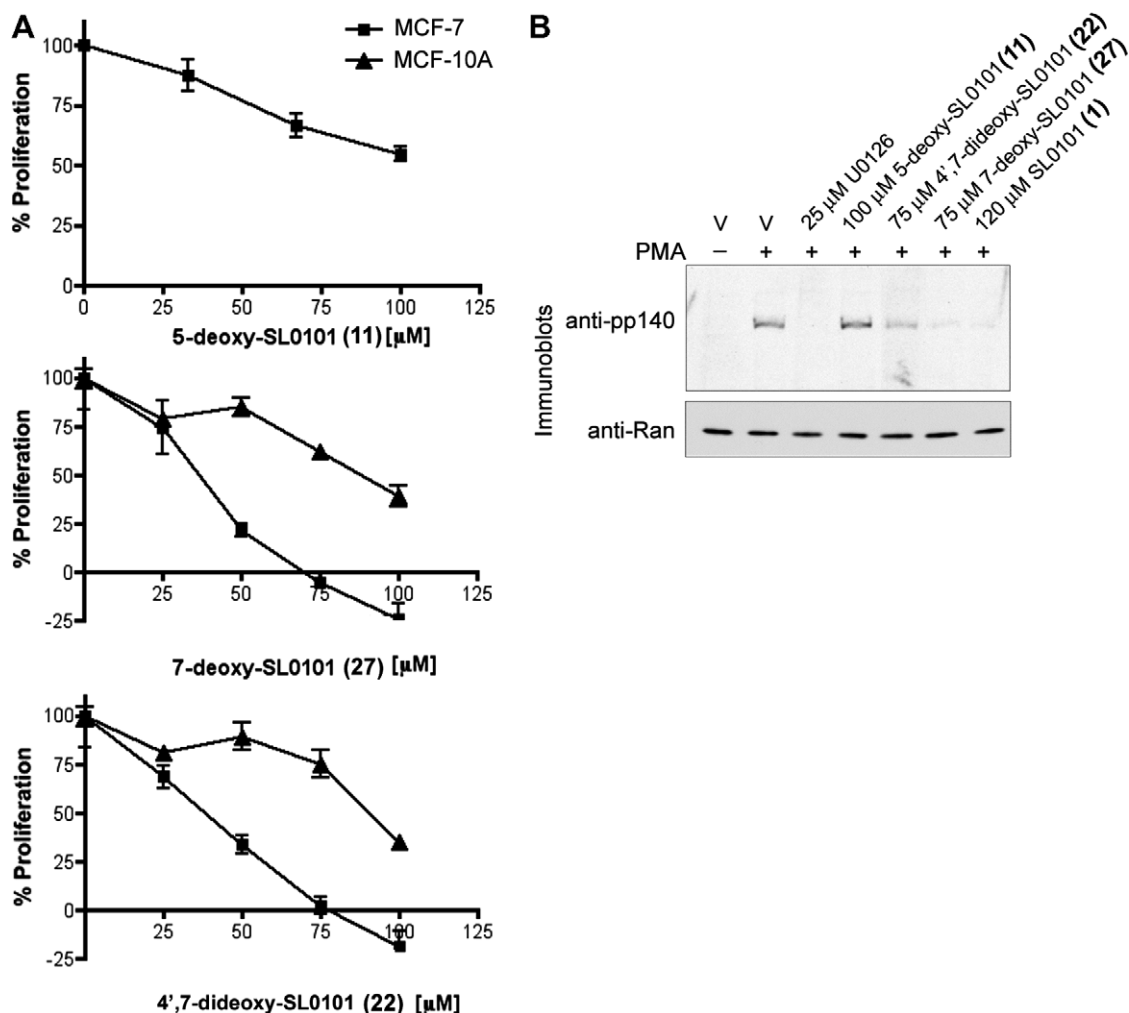 A
MCF-7
MCF-10A
% Proliferation
100
75
50
25
0
0 25 50 75 100 125
5-deoxy-SL0101 (11) [µM]
% Proliferation
100
75
50
25
0
-25
25 50 75 100 125
7-deoxy-SL0101 (27) [µM]
% Proliferation
100
75
50
25
0
-25
25 50 75 100 125
4',7-dideoxy-SL0101 (22) [µM]
B
V
V
25 µM U0126
100 µM 5-deoxy-SL0101 (11)
75 µM 4',7-dideoxy-SL0101 (22)
75 µM 7-deoxy-SL0101 (27)
120 µM SL0101 (1)
PMA – + + + + + +
Immunoblots
anti-pp140
anti-Ran